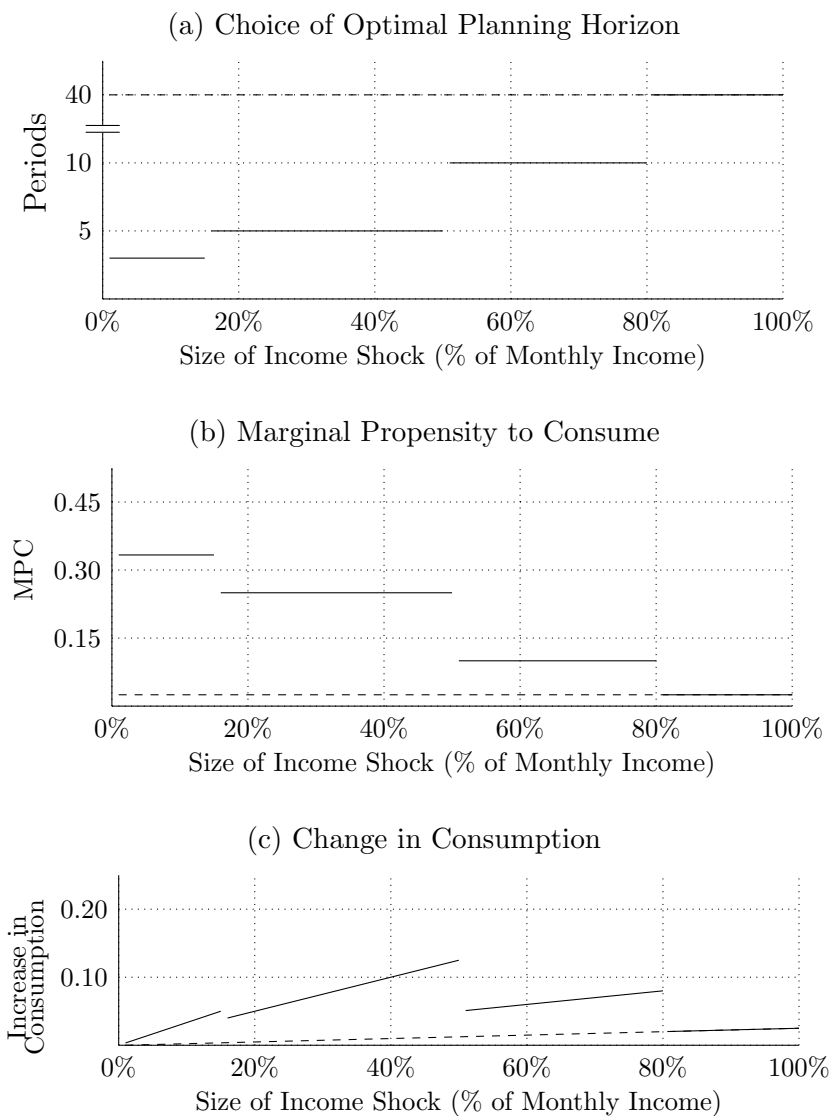 (a) Choice of Optimal Planning Horizon
Periods
40
10
5
0% 20% 40% 60% 80% 100%
Size of Income Shock (% of Monthly Income)
(b) Marginal Propensity to Consume
MPC
0.45
0.30
0.15
0% 20% 40% 60% 80% 100%
Size of Income Shock (% of Monthly Income)
(c) Change in Consumption
Increase in
Consumption
0.20
0.10
0% 20% 40% 60% 80% 100%
Size of Income Shock (% of Monthly Income)